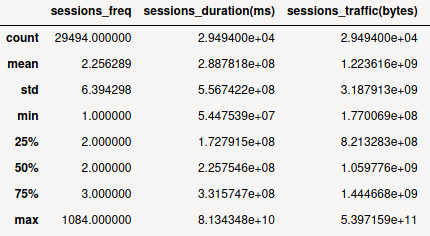 sessions_freq sessions_duration(ms) sessions_traffic(bytes)
count 29494.000000 2.949400e+04 2.949400e+04
mean 2.256289 2.887818e+08 1.223616e+09
std 6.394298 5.567422e+08 3.187913e+09
min 1.000000 5.447539e+07 1.770069e+08
25% 2.000000 1.727915e+08 8.213283e+08
50% 2.000000 2.257546e+08 1.059776e+09
75% 3.000000 3.315747e+08 1.444668e+09
max 1084.000000 8.134348e+10 5.397159e+11